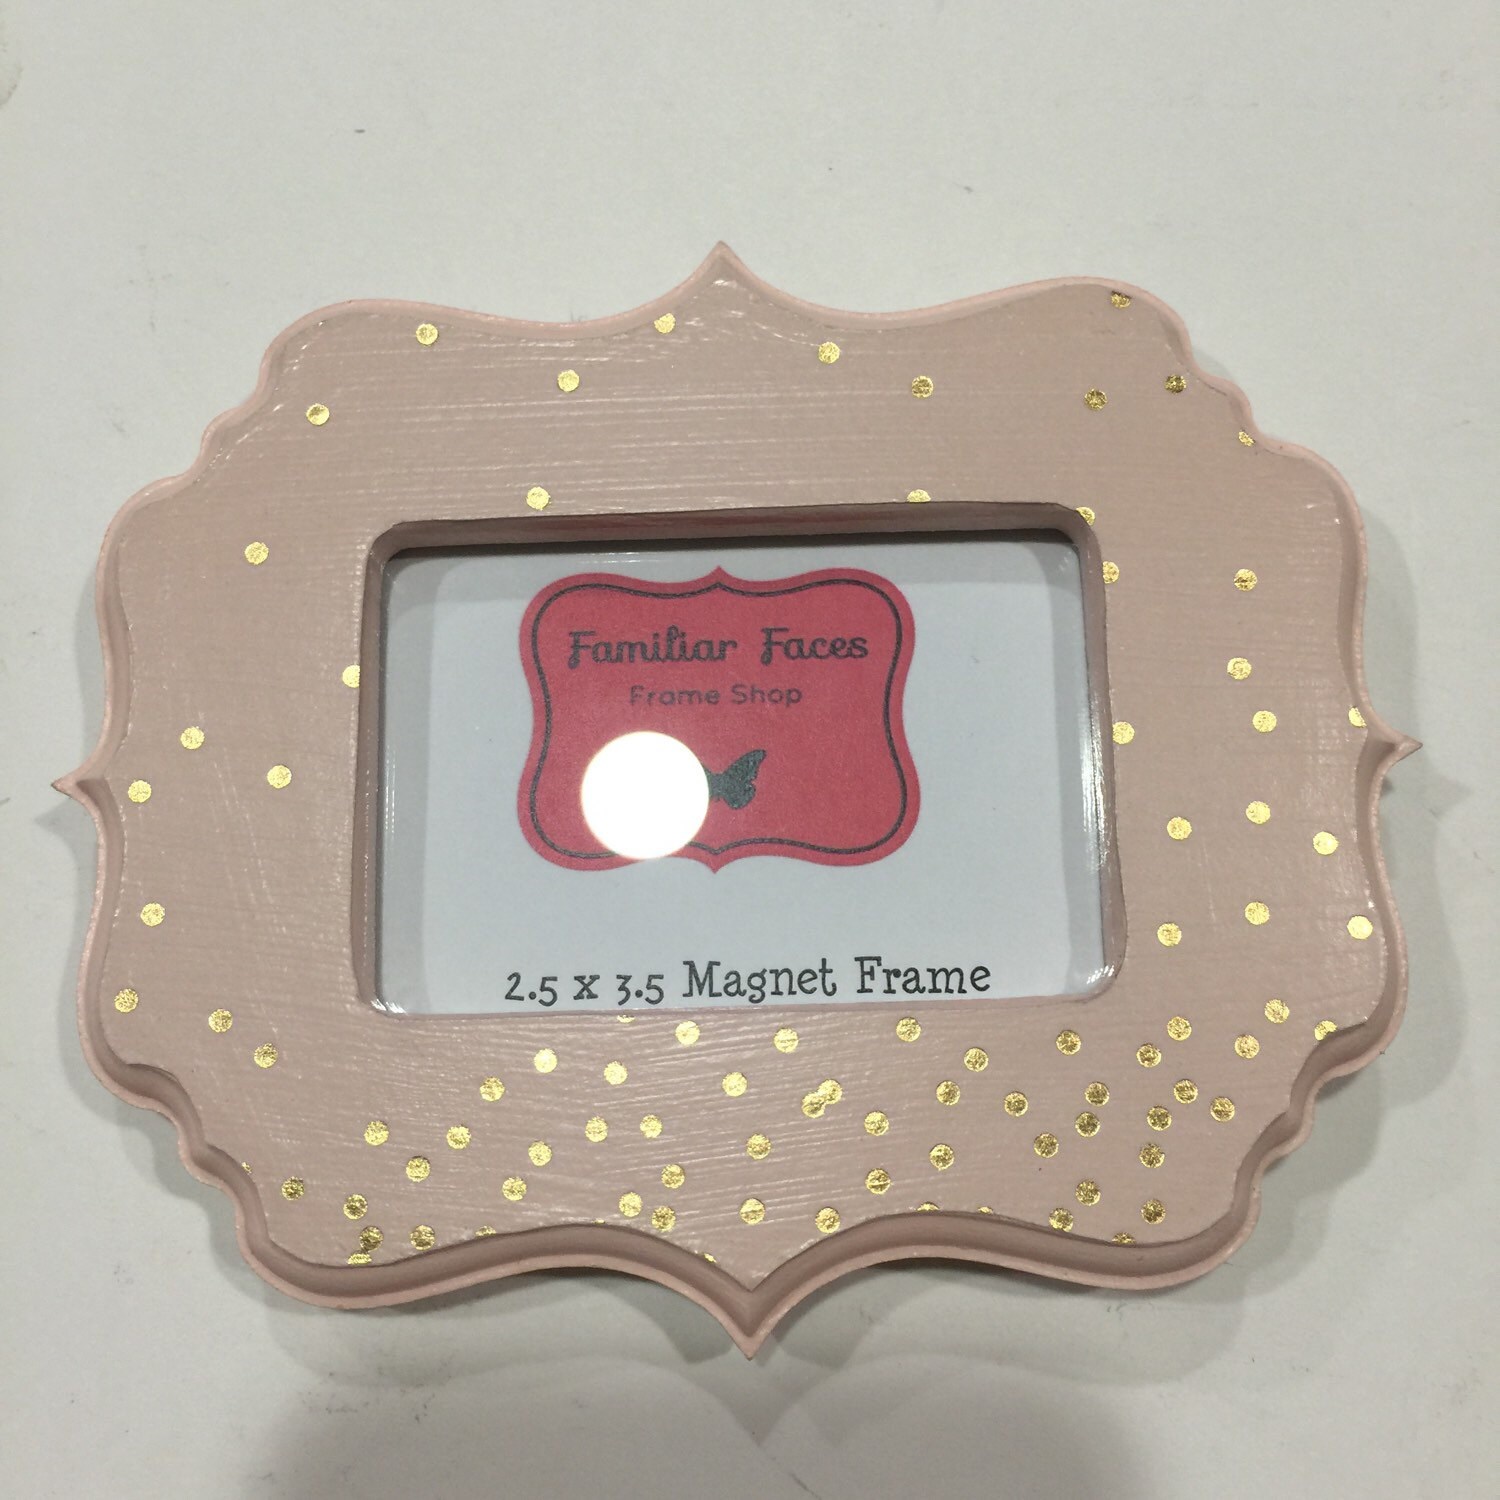 Familiar Faces
Frame Shop
2.5 x 3.5 Magnet Frame